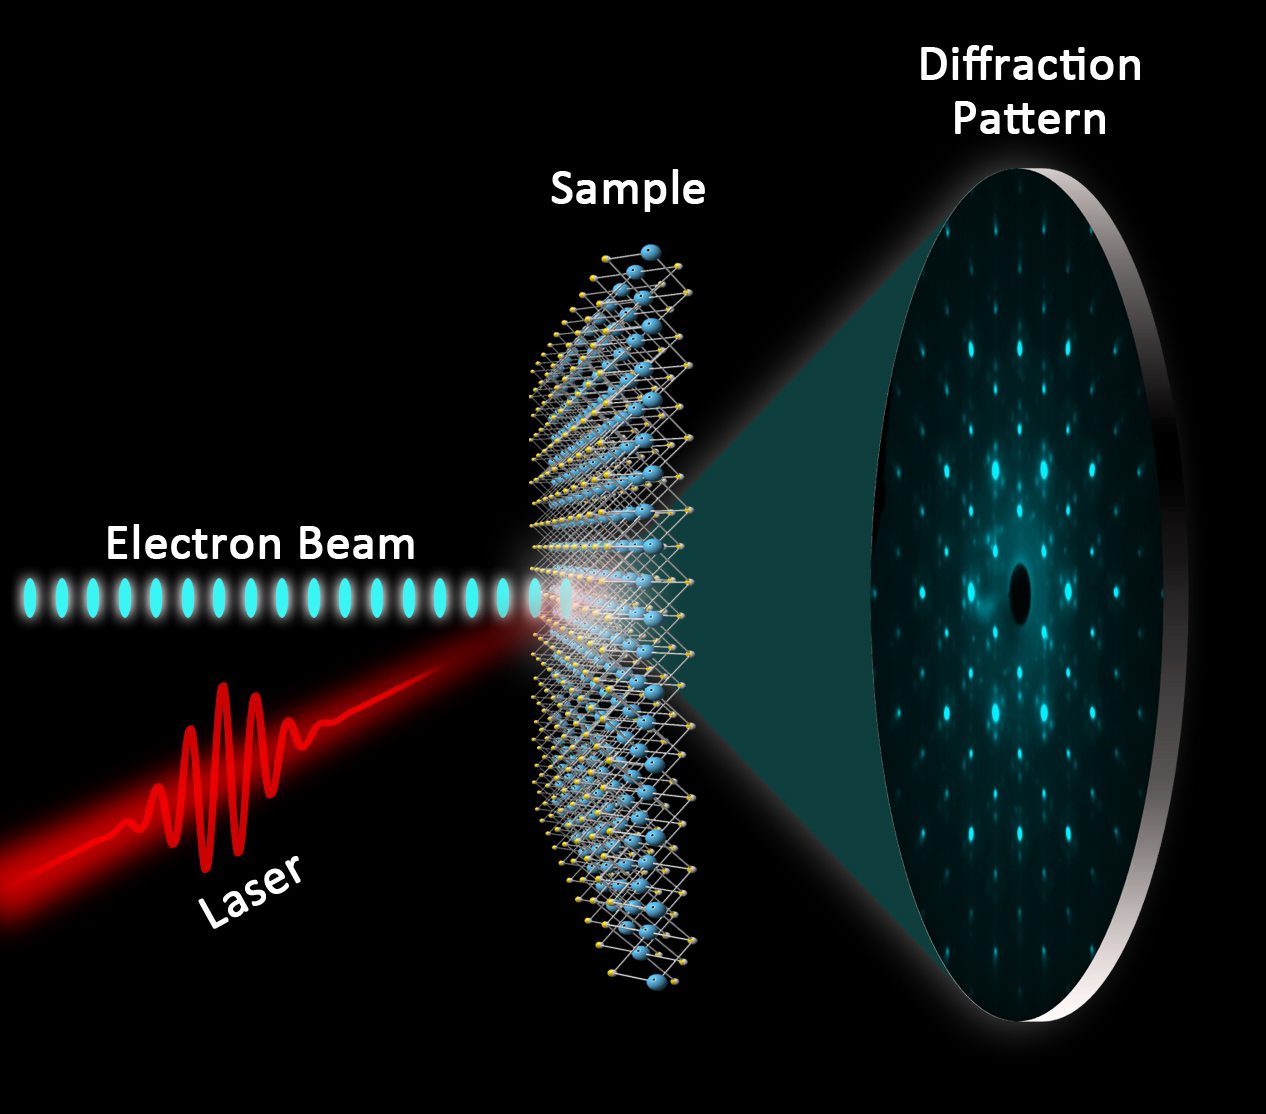 Diffraction
Pattern
Sample
Electron Beam
Laser